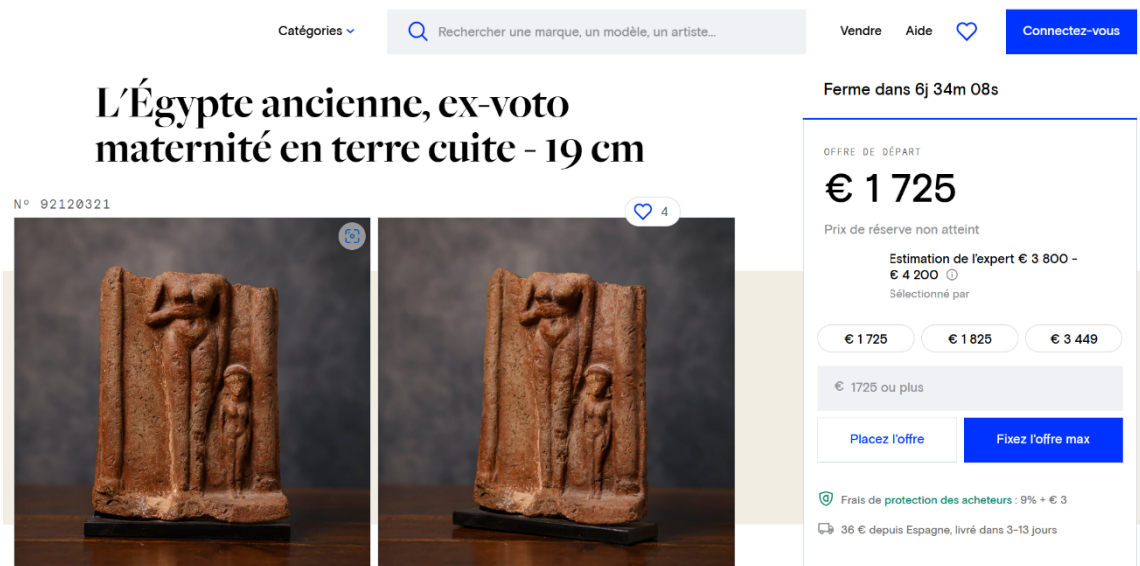 Catégories
Rechercher une marque, un modèle, un artiste...
Vendre
Aide
Connectez-vous
L'Égypte ancienne, ex-voto
maternité en terre cuite - 19 cm
Nº 92120321
4
Ferme dans 6j 34m 08s
OFFRE DE DÉPART
€ 1 725
Prix de réserve non atteint
Estimation de l'expert € 3 800 -
€ 4 200
Sélectionné par
€ 1 725
€ 1 825
€ 3 449
€ 1725 ou plus
Placez l'offre
Fixez l'offre max
Frais de protection des acheteurs : 9% + € 3
36 € depuis Espagne, livré dans 3-13 jours